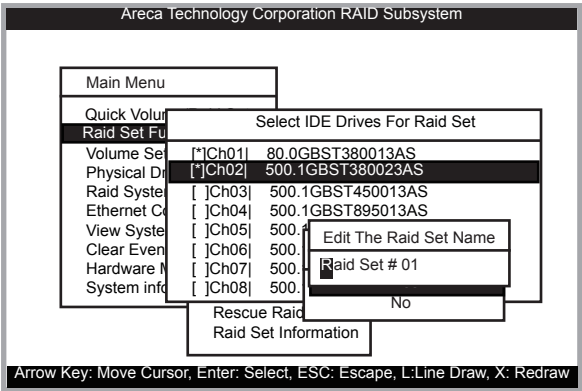 Areca Technology Corporation RAID Subsystem
Main Menu
Quick Volu
Raid Set Fu
Volume Set
Physical Dr
Raid Syste
Ethernet Co
View Syste
Clear Even
Hardware M
System info
Select IDE Drives For Raid Set
[*]Ch01| 80.0GBST380013AS
[*]Ch02| 500.1GBST380023AS
[ ]Ch03| 500.1GBST450013AS
[ ]Ch04| 500.1GBST895013AS
[ ]Ch05| 500.1
[ ]Ch06| 500.
[ ]Ch07| 500.
[ ]Ch08| 500.
Edit The Raid Set Name
Raid Set # 01
No
Rescue Raid
Raid Set Information
Arrow Key: Move Cursor, Enter: Select, ESC: Escape, L:Line Draw, X: Redraw